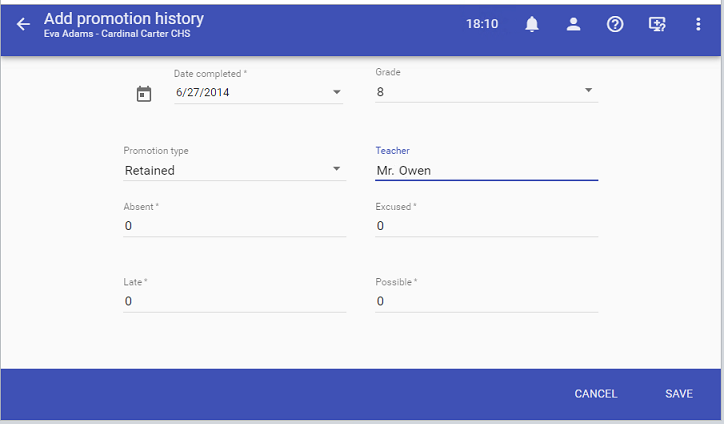 Add promotion history
Eva Adams - Cardinal Carter CHS
18:10
Date completed *
6/27/2014
Grade
8
Promotion type
Retained
Teacher
Mr. Owen
Absent *
0
Excused *
0
Late *
0
Possible *
0
CANCEL
SAVE